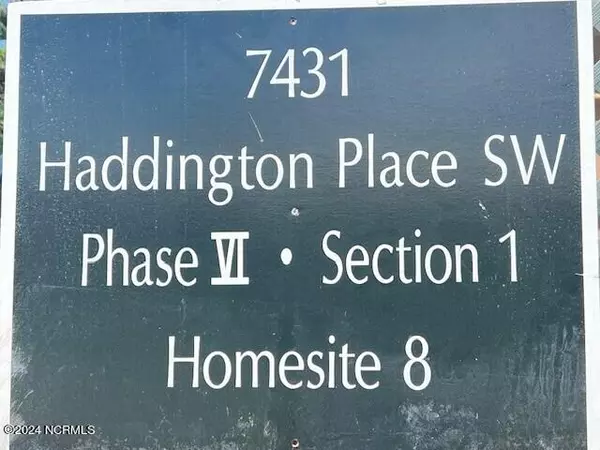 7431
Haddington Place SW
Phase VI • Section 1
Homesite 8
©2024 NCRMLS